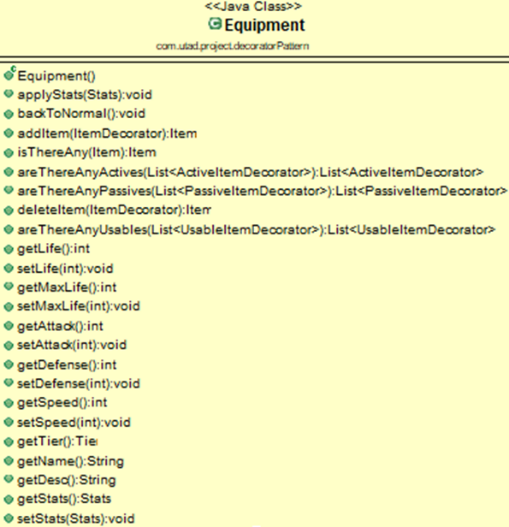 <<Java Class>>
Equipment
com.utad.project.decoratorPattern
Equipment()
applyStats(Stats):void
backToNormal():void
addItem(ItemDecorator):Item
isThereAny(Item):Item
areThereAnyActives(List<ActiveItemDecorator>):List<ActiveItemDecorator>
areThereAnyPassives(List<PassiveItemDecorator>):List<PassiveItemDecorator>
deleteItem(ItemDecorator):Item
areThereAnyUsables(List<UsableItemDecorator>):List<UsableItemDecorator>
getLife():int
setLife(int):void
getMaxLife():int
setMaxLife(int):void
getAttack():int
setAttack(int):void
getDefense():int
setDefense(int):void
getSpeed():int
setSpeed(int):void
getTier():Tier
getName():String
getDesc():String
getStats():Stats
setStats(Stats):void